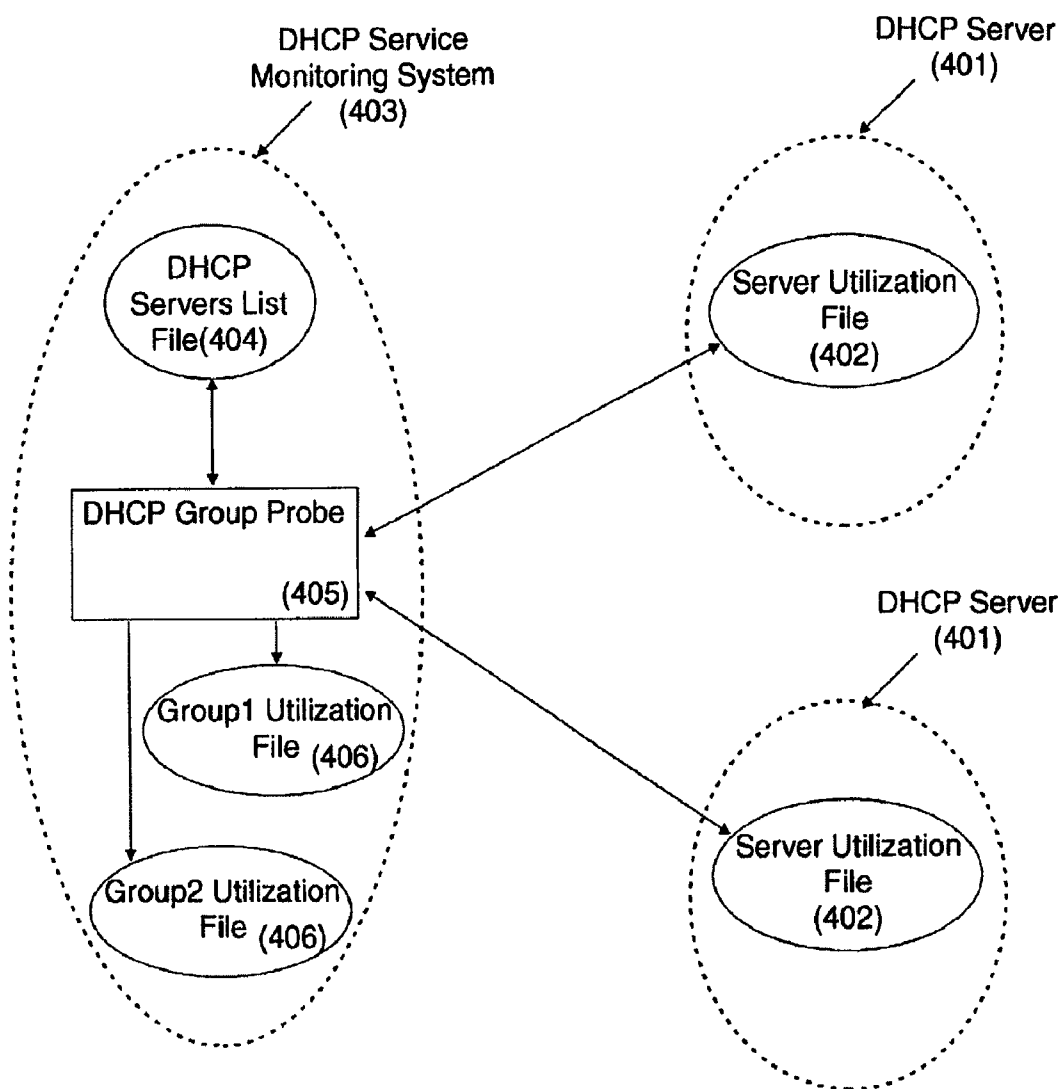 DHCP Service
Monitoring System
(403)
DHCP Server
(401)
DHCP
Servers List
File(404)
Server Utilization
File
(402)
DHCP Group Probe
(405)
DHCP Server
(401)
Group1 Utilization
File (406)
Server Utilization
File
(402)
Group2 Utilization
File (406)